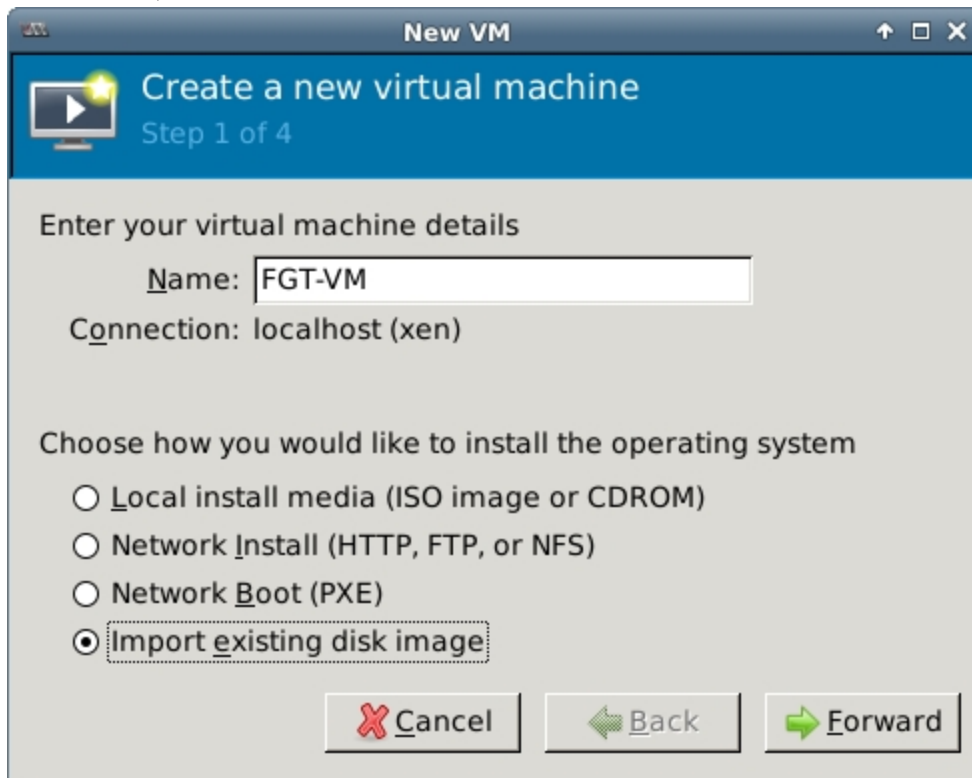 New VM
Create a new virtual machine
Step 1 of 4
Enter your virtual machine details
Name: FGT-VM
Connection: localhost (xen)
Choose how you would like to install the operating system
Local install media (ISO image or CDROM)
Network Install (HTTP, FTP, or NFS)
Network Boot (PXE)
Import existing disk image
Cancel Back Forward